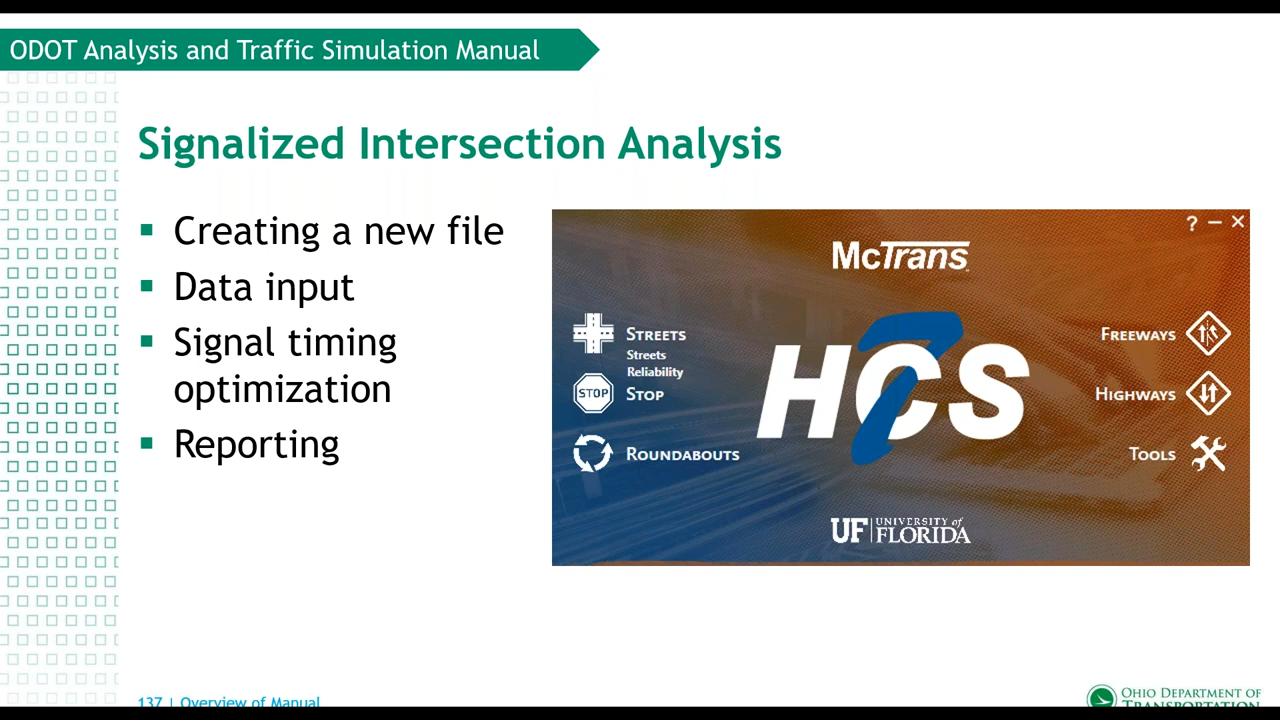 ODOT Analysis and Traffic Simulation Manual
Signalized Intersection Analysis
Creating a new file
Data input
Signal timing
optimization
Reporting
? – ×
McTrans
STREETS
Streets
Reliability
STOP
STOP
ROUNDABOUTS
HCS
7
FREEWAYS
HIGHWAYS
TOOLS
UF UNIVERSITY of
FLORIDA
137 | Overview of Manual
OHIO DEPARTMENT OF
TRANSPORTATION